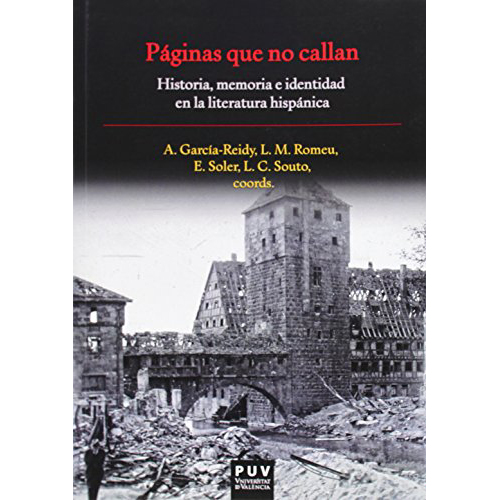 Páginas que no callan
Historia, memoria e identidad
en la literatura hispánica
A. García-Reidy, L. M. Romeu,
E. Soler, L. C. Souto,
coords.
PUV
UNIVERSITAT
DE VALÈNCIA